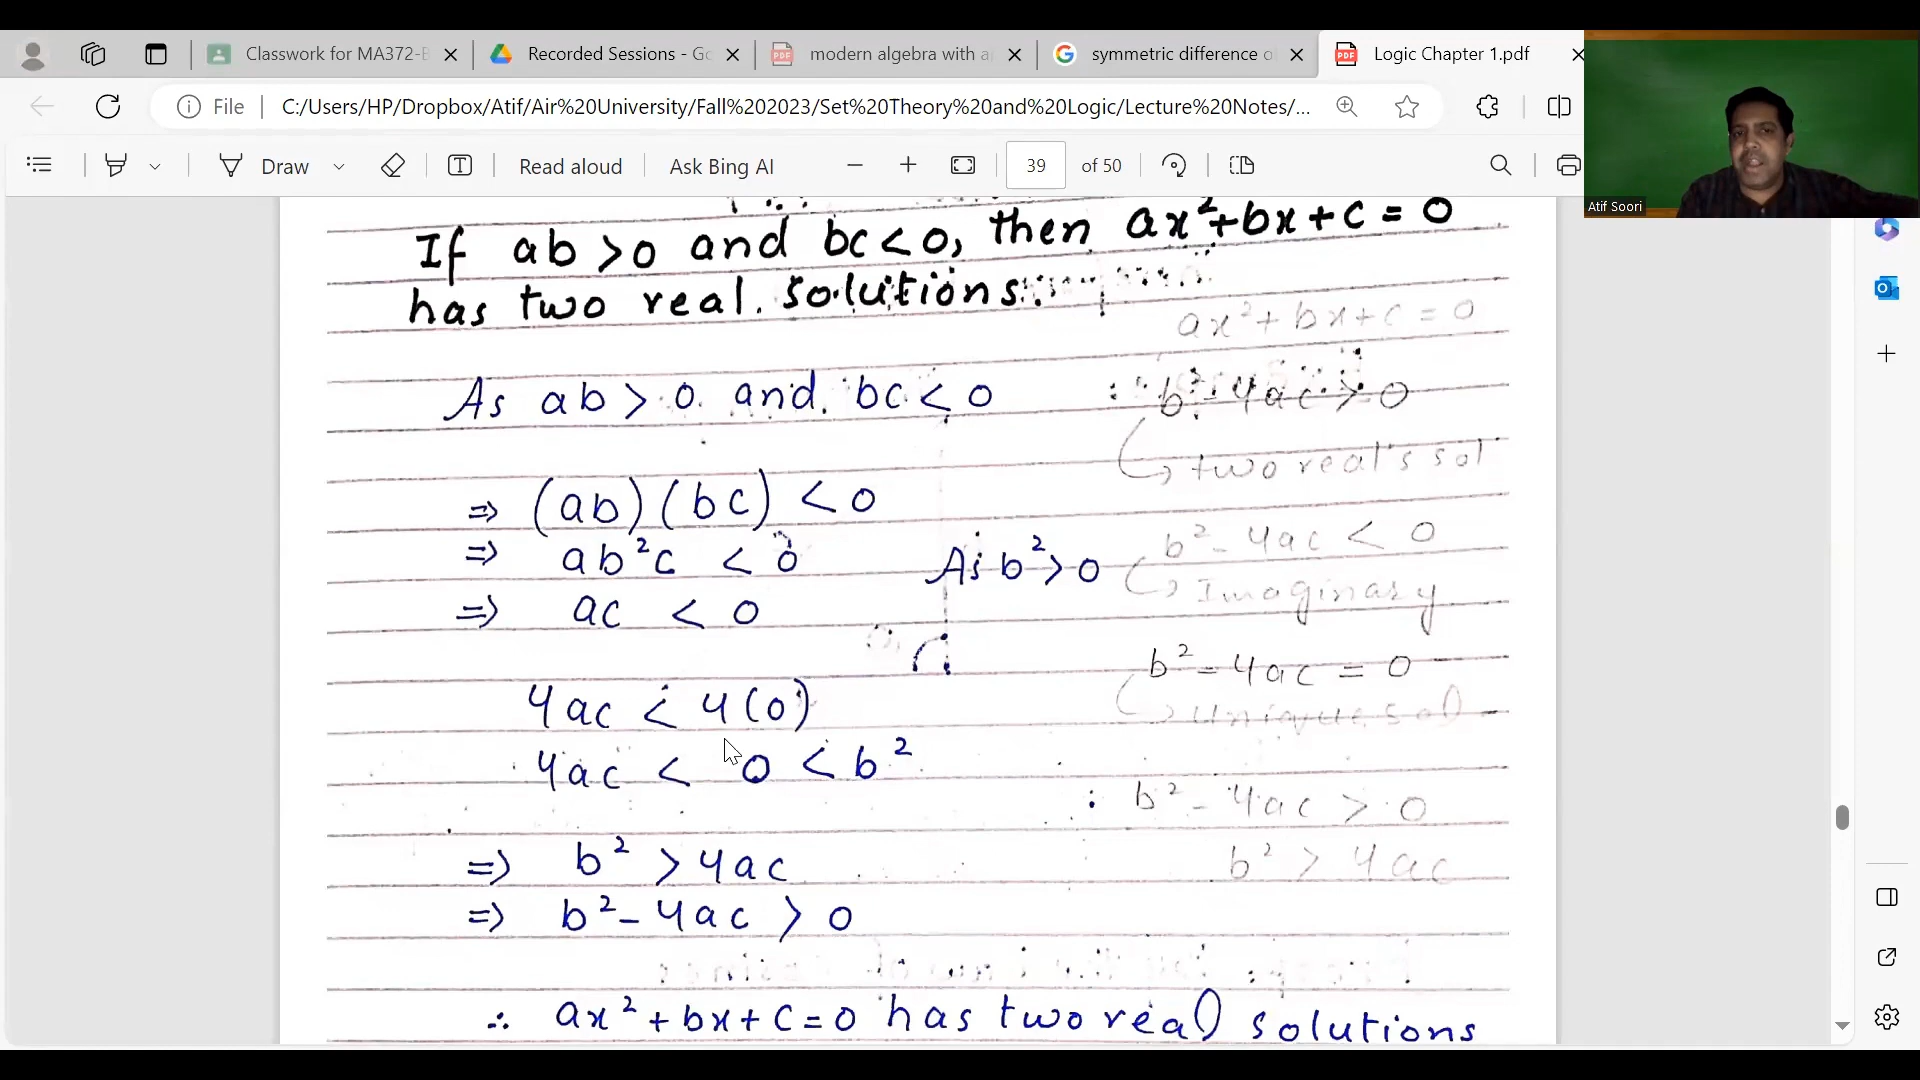 Classwork for MA372-B
Recorded Sessions - Go
modern algebra with a
symmetric difference o
Logic Chapter 1.pdf
File
C:/Users/HP/Dropbox/Atif/Air%20University/Fall%202023/Set%20Theory%20and%20Logic/Lecture%20Notes/...
Draw
Read aloud
Ask Bing AI
39
of 50
Atif Soori
If ab > 0 and bc < 0, then ax²+bx+c = 0
has two real solutions.
ax²+bx+c = 0
As ab > 0 and bc < 0
b²-4ac > 0
two real's sol
⇒ (ab)(bc) < 0
⇒ ab²c < 0
As b² > 0
b²-4ac < 0
Imaginary
⇒ ac < 0
b²-4ac = 0
unique sol
4ac < 4(0)
4ac < 0 < b²
: b²-4ac > 0
⇒ b² > 4ac
b² > 4ac
⇒ b²-4ac > 0
∴ ax²+bx+c=0 has two real solutions